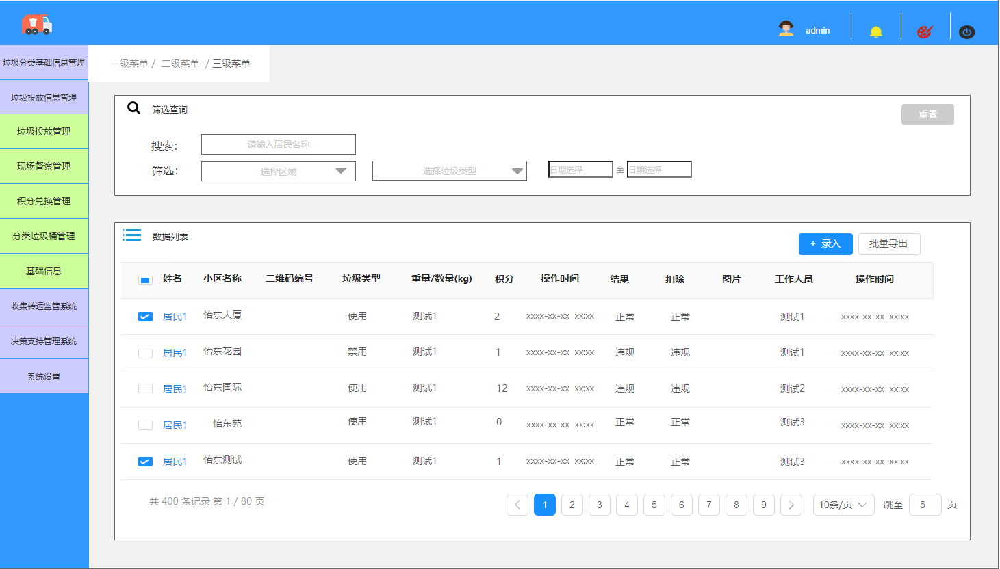 admin
垃圾分类基础信息管理
一级菜单 / 二级菜单 / 三级菜单
垃圾投放信息管理
垃圾投放管理
现场督察管理
积分兑换管理
分类垃圾桶管理
基础信息
收集转运监管系统
决策支持管理系统
系统设置
筛选查询
重置
搜索：
请输入居民名称
筛选：
选择区域
选择垃圾类型
日期选择 至 日期选择
数据列表
+ 录入
批量导出
姓名 小区名称 二维码编号 垃圾类型 重量/数量(kg) 积分 操作时间 结果 扣除 图片 工作人员 操作时间
居民1 怡东大厦 使用 测试1 2 xxxx-xx-xx xx:xx 正常 正常 测试1 xxxx-xx-xx xx:xx
居民1 怡东花园 禁用 测试1 1 xxxx-xx-xx xx:xx 违规 违规 测试1 xxxx-xx-xx xx:xx
居民1 怡东国际 使用 测试1 12 xxxx-xx-xx xx:xx 违规 违规 测试2 xxxx-xx-xx xx:xx
居民1 怡东苑 使用 测试1 0 xxxx-xx-xx xx:xx 正常 正常 测试3 xxxx-xx-xx xx:xx
居民1 怡东测试 使用 测试1 1 xxxx-xx-xx xx:xx 正常 正常 测试3 xxxx-xx-xx xx:xx
共 400 条记录 第 1 / 80 页
1 2 3 4 5 6 7 8 9 10条/页 跳至 5 页